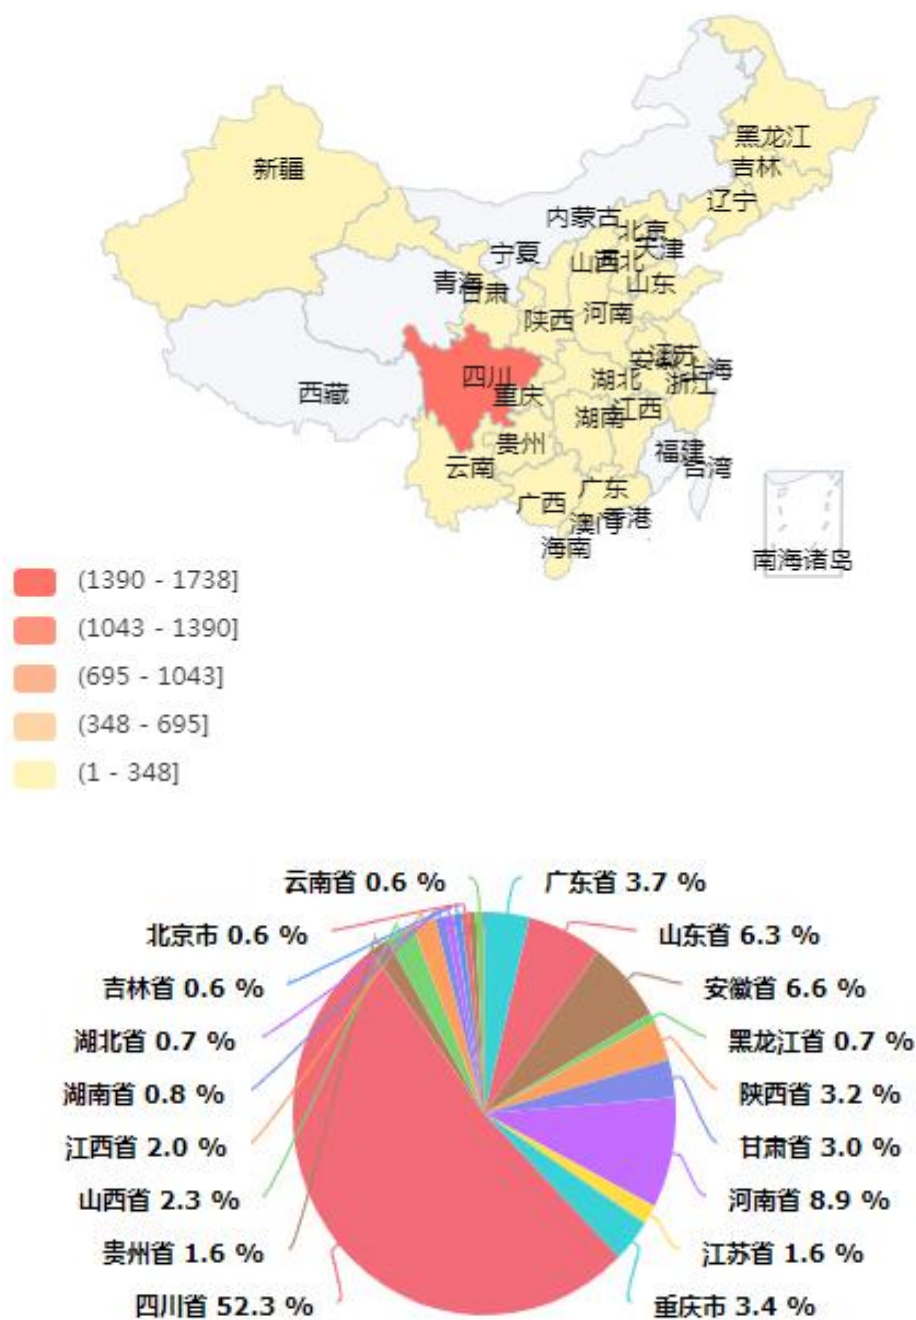 黑龙江
吉林
新疆
辽宁
内蒙古
北京
天津
宁夏
山西
河北
青海
甘肃
山东
陕西
河南
安徽
江苏
上海
四川
重庆
湖北
浙江
西藏
湖南
江西
贵州
福建
云南
台湾
广西
广东
澳门
香港
海南
南海诸岛
(1390 - 1738]
(1043 - 1390]
(695 - 1043]
(348 - 695]
(1 - 348]
云南省 0.6 %
广东省 3.7 %
北京市 0.6 %
山东省 6.3 %
吉林省 0.6 %
安徽省 6.6 %
湖北省 0.7 %
黑龙江省 0.7 %
湖南省 0.8 %
陕西省 3.2 %
江西省 2.0 %
甘肃省 3.0 %
山西省 2.3 %
河南省 8.9 %
贵州省 1.6 %
江苏省 1.6 %
四川省 52.3 %
重庆市 3.4 %